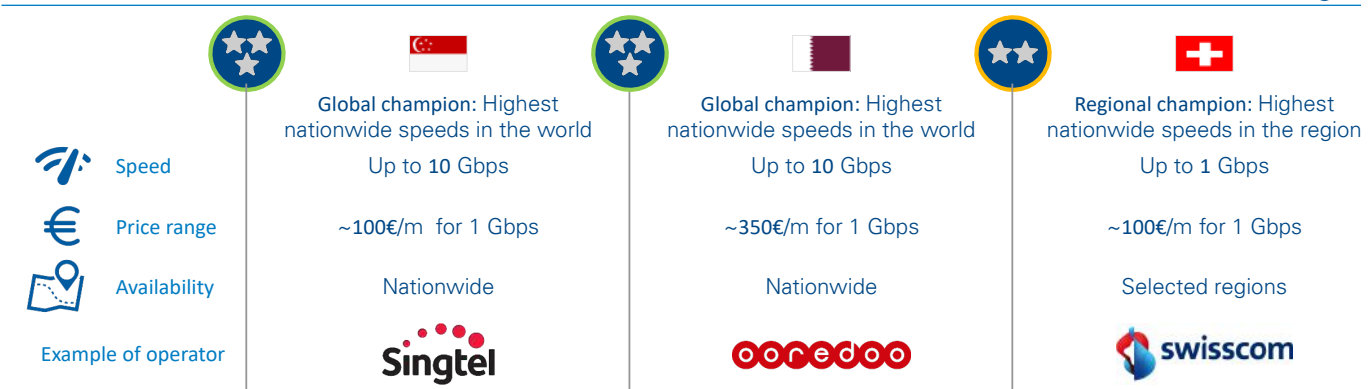 Global champion: Highest
nationwide speeds in the world
Global champion: Highest
nationwide speeds in the world
Regional champion: Highest
nationwide speeds in the region
Speed
Up to 10 Gbps
Up to 10 Gbps
Up to 1 Gbps
€
Price range
~100€/m for 1 Gbps
~350€/m for 1 Gbps
~100€/m for 1 Gbps
Availability
Nationwide
Nationwide
Selected regions
Example of operator
Singtel
ooredoo
swisscom